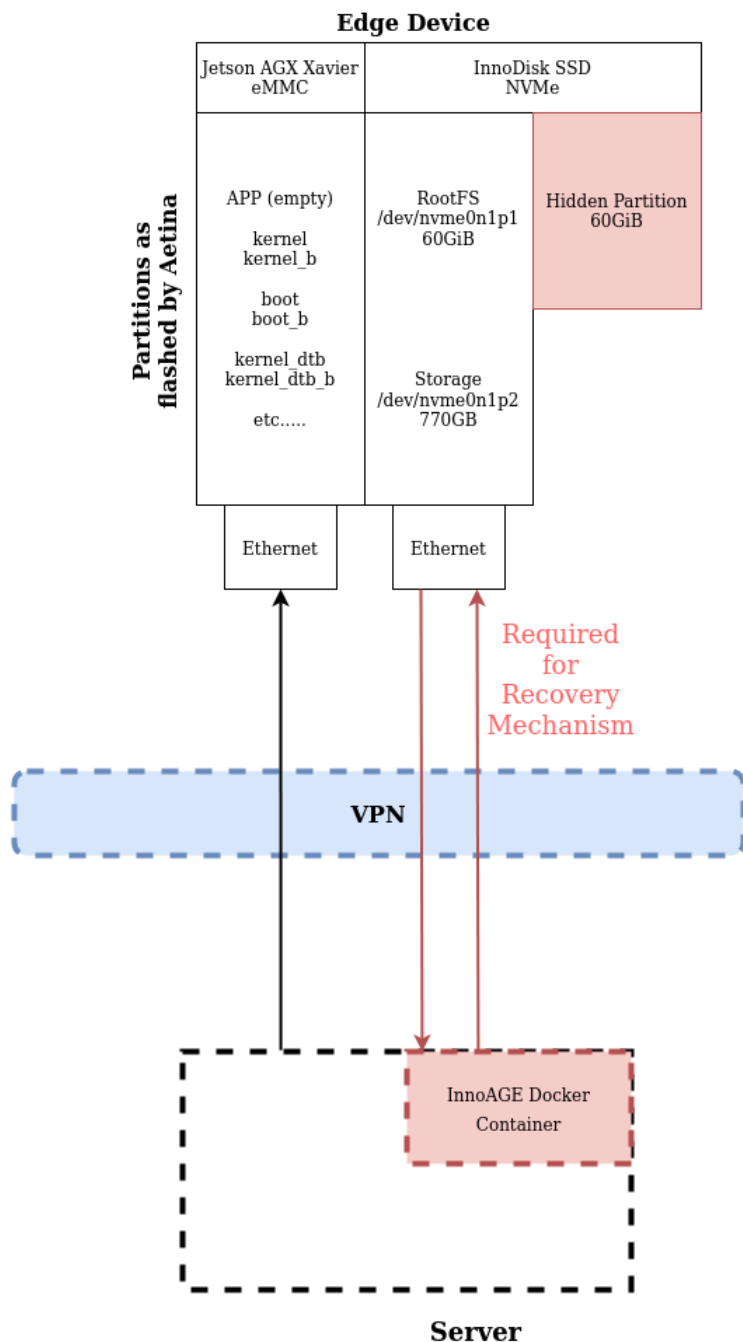 Edge Device
Jetson AGX Xavier
eMMC
InnoDisk SSD
NVMe
Partitions as
flashed by Aetina
APP (empty)
kernel
kernel_b
boot
boot_b
kernel_dtb
kernel_dtb_b
etc.....
RootFS
/dev/nvme0n1p1
60GiB
Storage
/dev/nvme0n1p2
770GB
Hidden Partition
60GiB
Ethernet
Ethernet
Required
for
Recovery
Mechanism
VPN
InnoAGE Docker
Container
Server